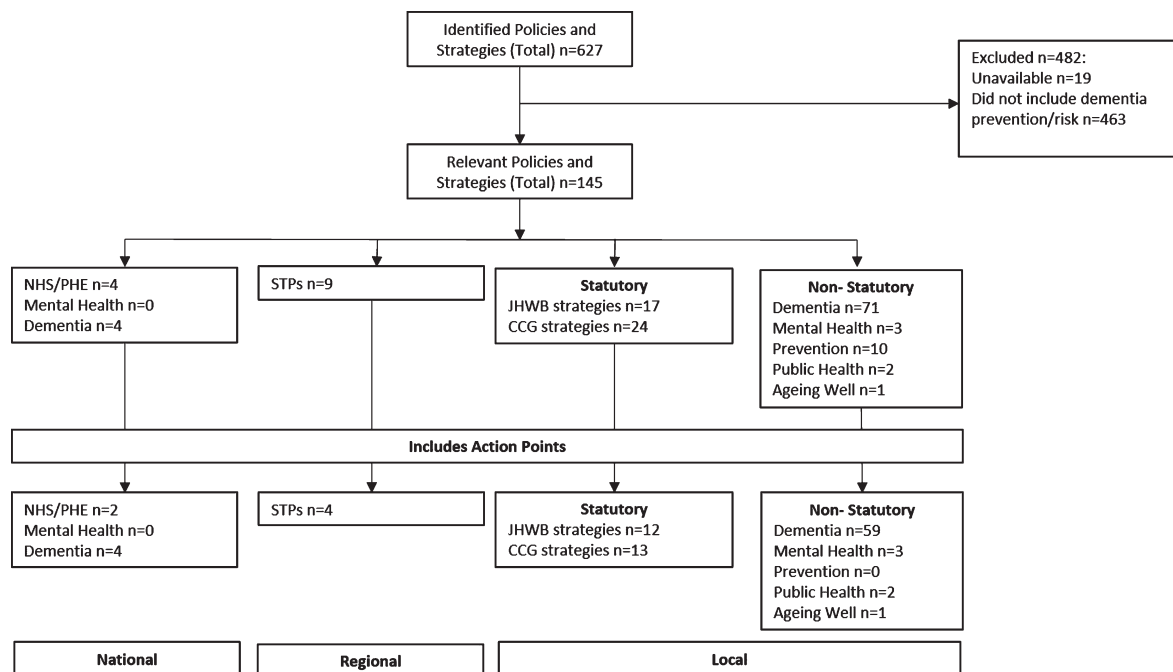 Identified Policies and
Strategies (Total) n=627
Excluded n=482:
Unavailable n=19
Did not include dementia
prevention/risk n=463
Relevant Policies and
Strategies (Total) n=145
NHS/PHE n=4
Mental Health n=0
Dementia n=4
STPs n=9
Statutory
JHWB strategies n=17
CCG strategies n=24
Non- Statutory
Dementia n=71
Mental Health n=3
Prevention n=10
Public Health n=2
Ageing Well n=1
Includes Action Points
NHS/PHE n=2
Mental Health n=0
Dementia n=4
STPs n=4
Statutory
JHWB strategies n=12
CCG strategies n=13
Non- Statutory
Dementia n=59
Mental Health n=3
Prevention n=0
Public Health n=2
Ageing Well n=1
National
Regional
Local